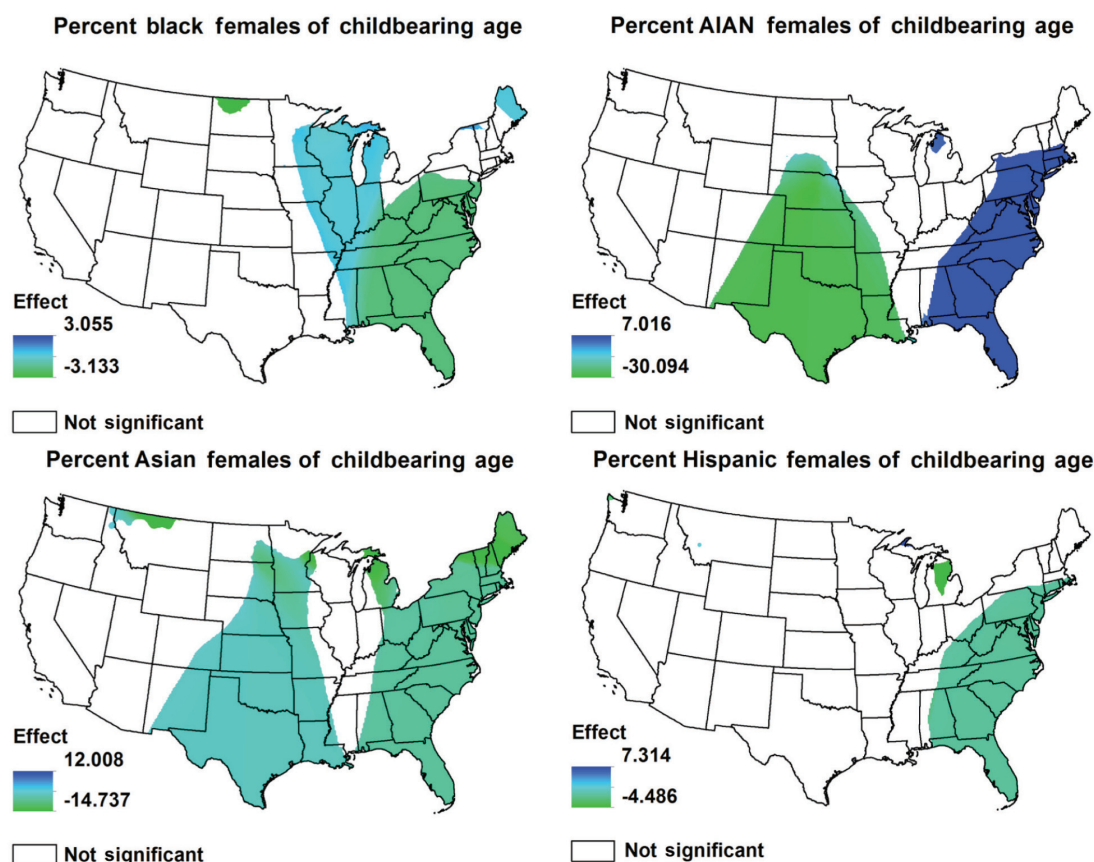 Percent black females of childbearing age
Percent AIAN females of childbearing age
Effect
3.055
-3.133
Not significant
Effect
7.016
-30.094
Not significant
Percent Asian females of childbearing age
Percent Hispanic females of childbearing age
Effect
12.008
-14.737
Not significant
Effect
7.314
-4.486
Not significant